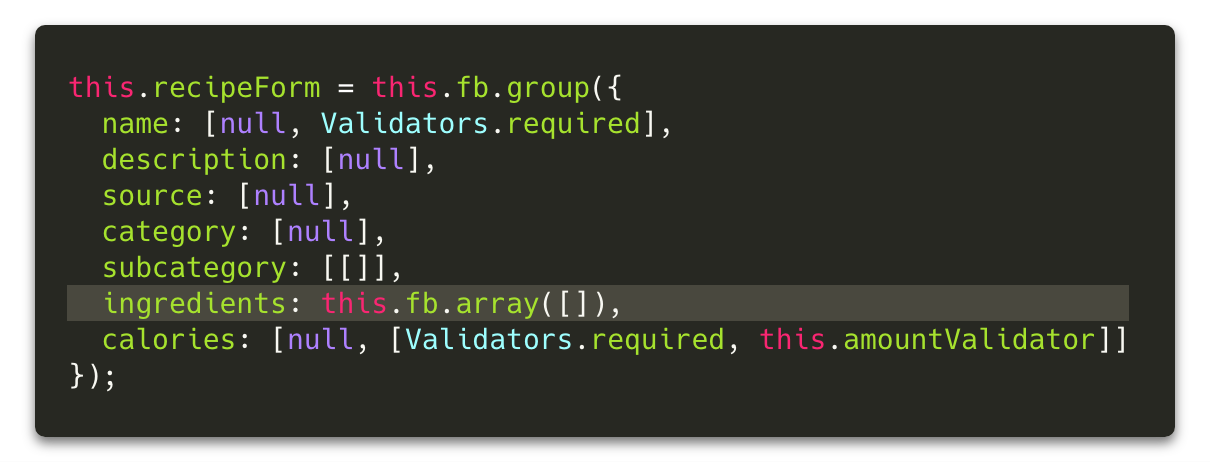 this.recipeForm = this.fb.group({
  name: [null, Validators.required],
  description: [null],
  source: [null],
  category: [null],
  subcategory: [[]],
  ingredients: this.fb.array([]),
  calories: [null, [Validators.required, this.amountValidator]]
});